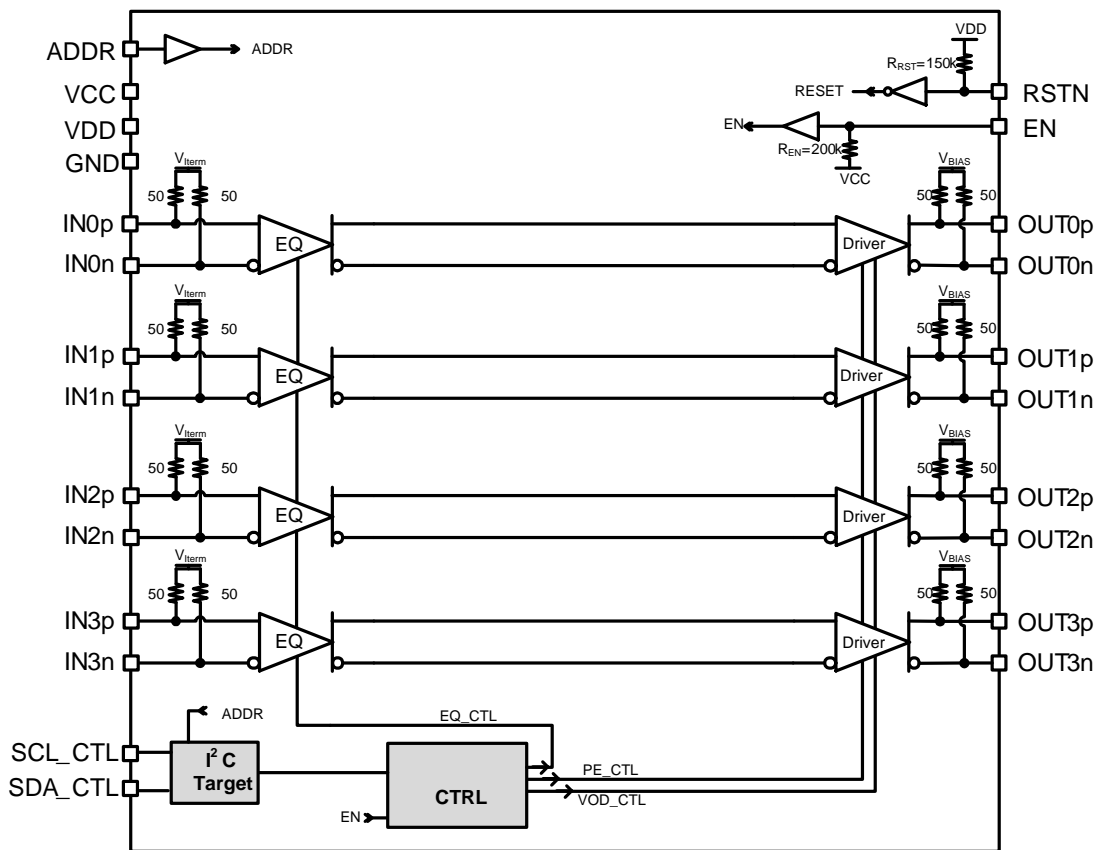 ADDR
ADDR
VCC
VDD
GND
VDD
R_RST=150k
RESET
RSTN
EN
EN
R_EN=200k
VCC
V_Iterm
50 50
IN0p
IN0n
EQ
Driver
V_BIAS
50 50
OUT0p
OUT0n
V_Iterm
50 50
IN1p
IN1n
EQ
Driver
V_BIAS
50 50
OUT1p
OUT1n
V_Iterm
50 50
IN2p
IN2n
EQ
Driver
V_BIAS
50 50
OUT2p
OUT2n
V_Iterm
50 50
IN3p
IN3n
EQ
Driver
V_BIAS
50 50
OUT3p
OUT3n
ADDR
SCL_CTL
SDA_CTL
I² C
Target
EQ_CTL
PE_CTL
VOD_CTL
CTRL
EN